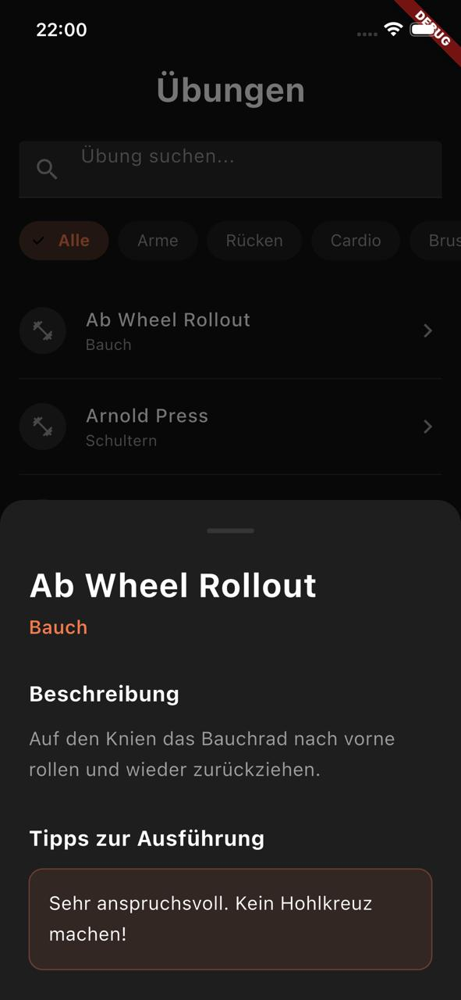 22:00
DEBUG
Übungen
Übung suchen...
Alle
Arme
Rücken
Cardio
Brus
Ab Wheel Rollout
Bauch
Arnold Press
Schultern
Ab Wheel Rollout
Bauch
Beschreibung
Auf den Knien das Bauchrad nach vorne
rollen und wieder zurückziehen.
Tipps zur Ausführung
Sehr anspruchsvoll. Kein Hohlkreuz
machen!